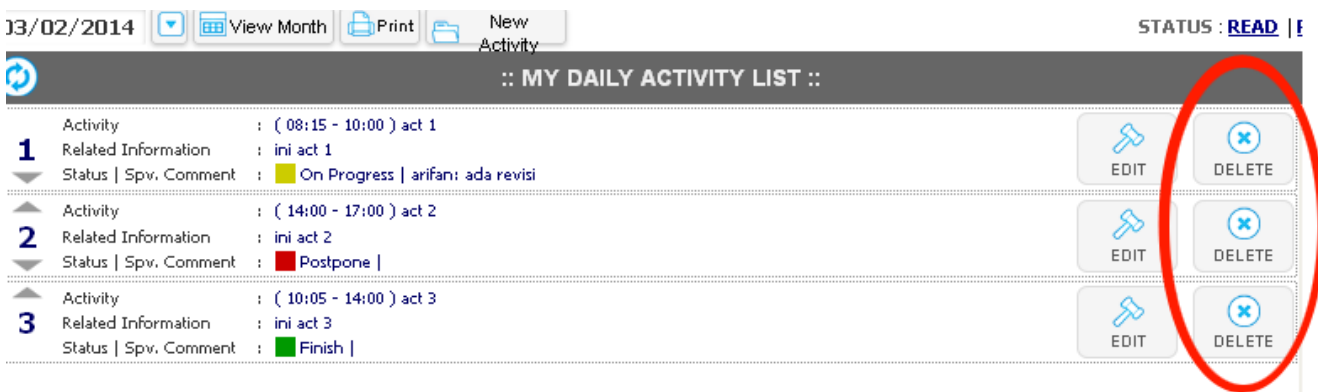 03/02/2014 View Month Print New Activity STATUS : READ |
:: MY DAILY ACTIVITY LIST ::
Activity : ( 08:15 - 10:00 ) act 1
1 Related Information : ini act 1 EDIT DELETE
Status | Spv. Comment : On Progress | arifan: ada revisi
Activity : ( 14:00 - 17:00 ) act 2
2 Related Information : ini act 2 EDIT DELETE
Status | Spv. Comment : Postpone |
Activity : ( 10:05 - 14:00 ) act 3
3 Related Information : ini act 3 EDIT DELETE
Status | Spv. Comment : Finish |